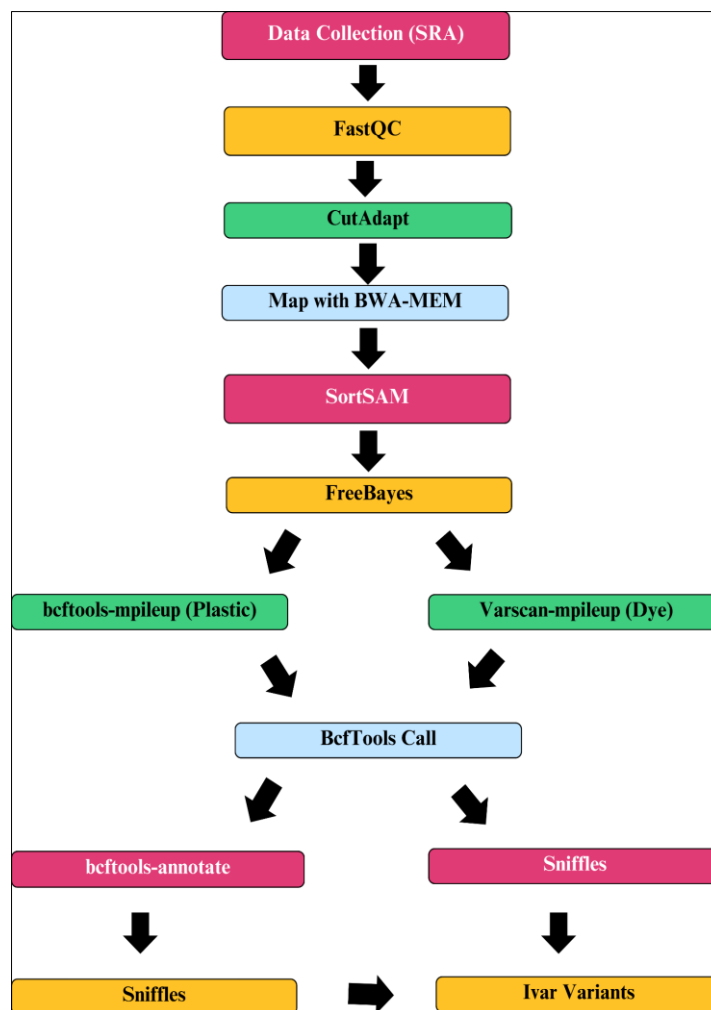 Data Collection (SRA)
FastQC
CutAdapt
Map with BWA-MEM
SortSAM
FreeBayes
bcftools-mpileup (Plastic)
Varscan-mpileup (Dye)
BcfTools Call
bcftools-annotate
Sniffles
Sniffles
Ivar Variants